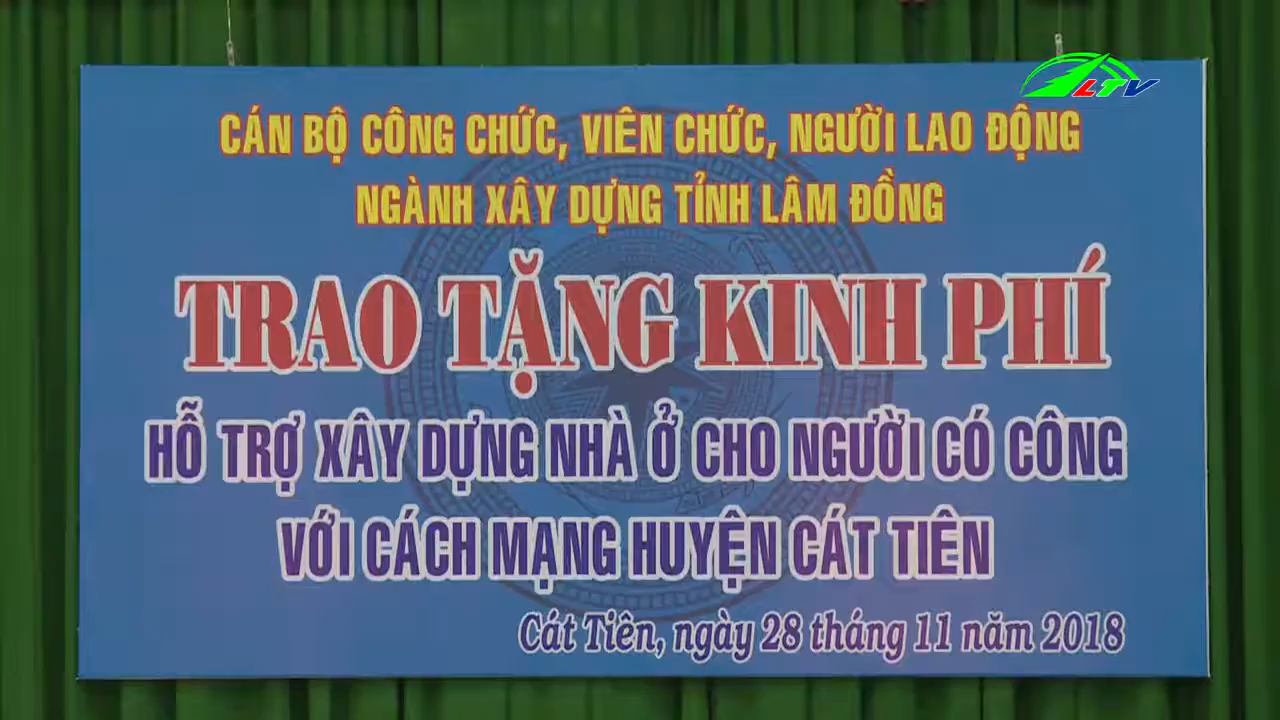 LTV
CÁN BỘ CÔNG CHỨC, VIÊN CHỨC, NGƯỜI LAO ĐỘNG
NGÀNH XÂY DỰNG TỈNH LÂM ĐỒNG
TRAO TẶNG KINH PHÍ
HỖ TRỢ XÂY DỰNG NHÀ Ở CHO NGƯỜI CÓ CÔNG
VỚI CÁCH MẠNG HUYỆN CÁT TIÊN
Cát Tiên, ngày 28 tháng 11 năm 2018